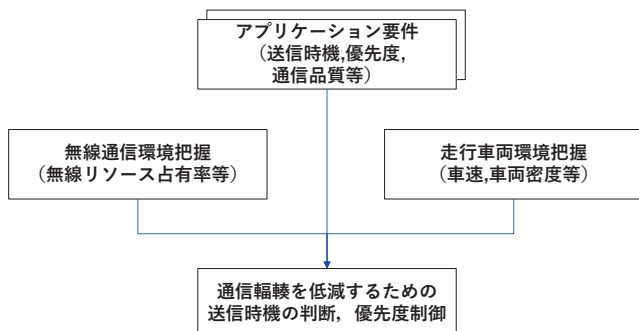 アプリケーション要件
（送信時機,優先度,
通信品質等）
無線通信環境把握
（無線リソース占有率等）
走行車両環境把握
（車速,車両密度等）
通信輻輳を低減するための
送信時機の判断，優先度制御